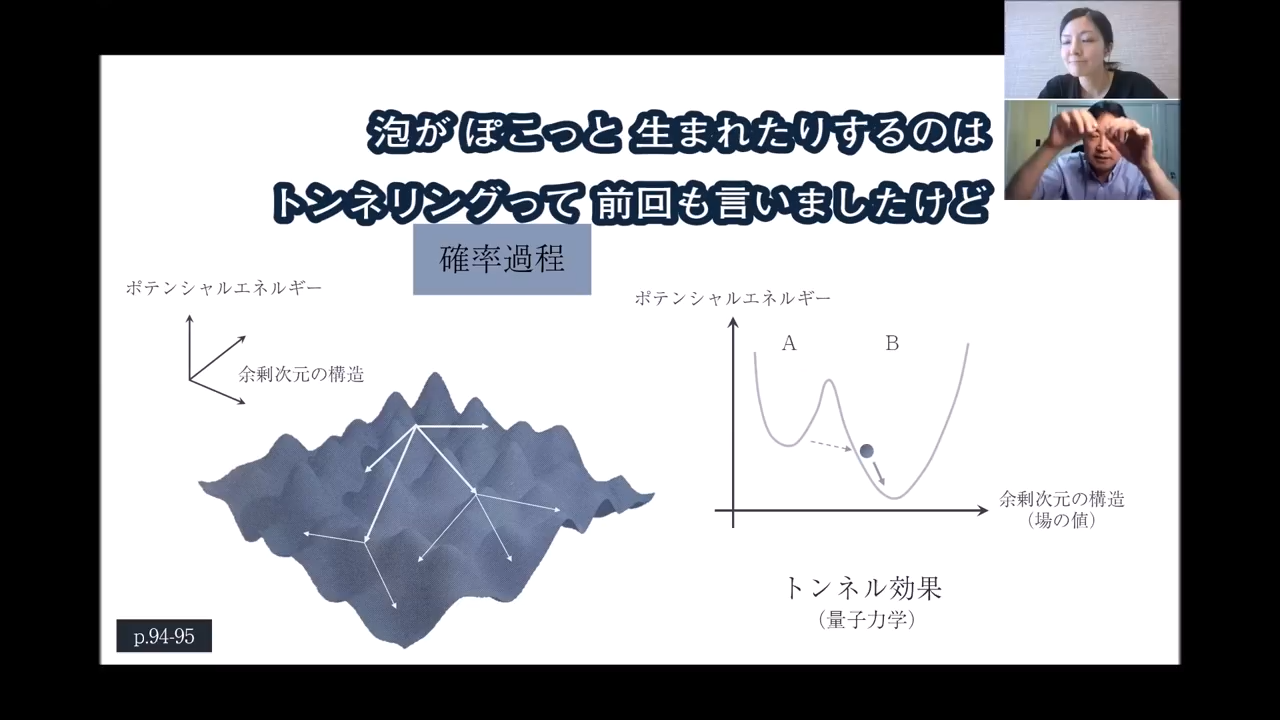 泡が ぽこっと 生まれたりするのは
トンネリングって 前回も言いましたけど
確率過程
ポテンシャルエネルギー
余剰次元の構造
ポテンシャルエネルギー
A
B
余剰次元の構造
（場の値）
トンネル効果
（量子力学）
p.94-95